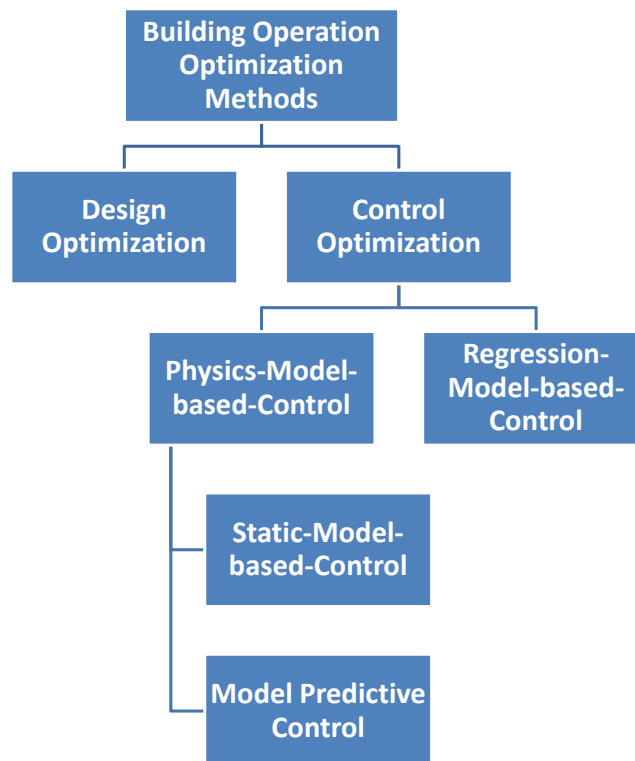 Building Operation
Optimization
Methods
Design
Optimization
Control
Optimization
Physics-Model-
based-Control
Regression-
Model-based-
Control
Static-Model-
based-Control
Model Predictive
Control